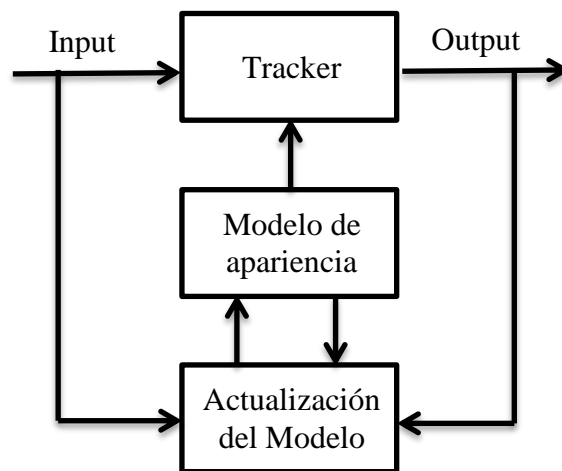 Input
Output
Tracker
Modelo de
apariencia
Actualización
del Modelo